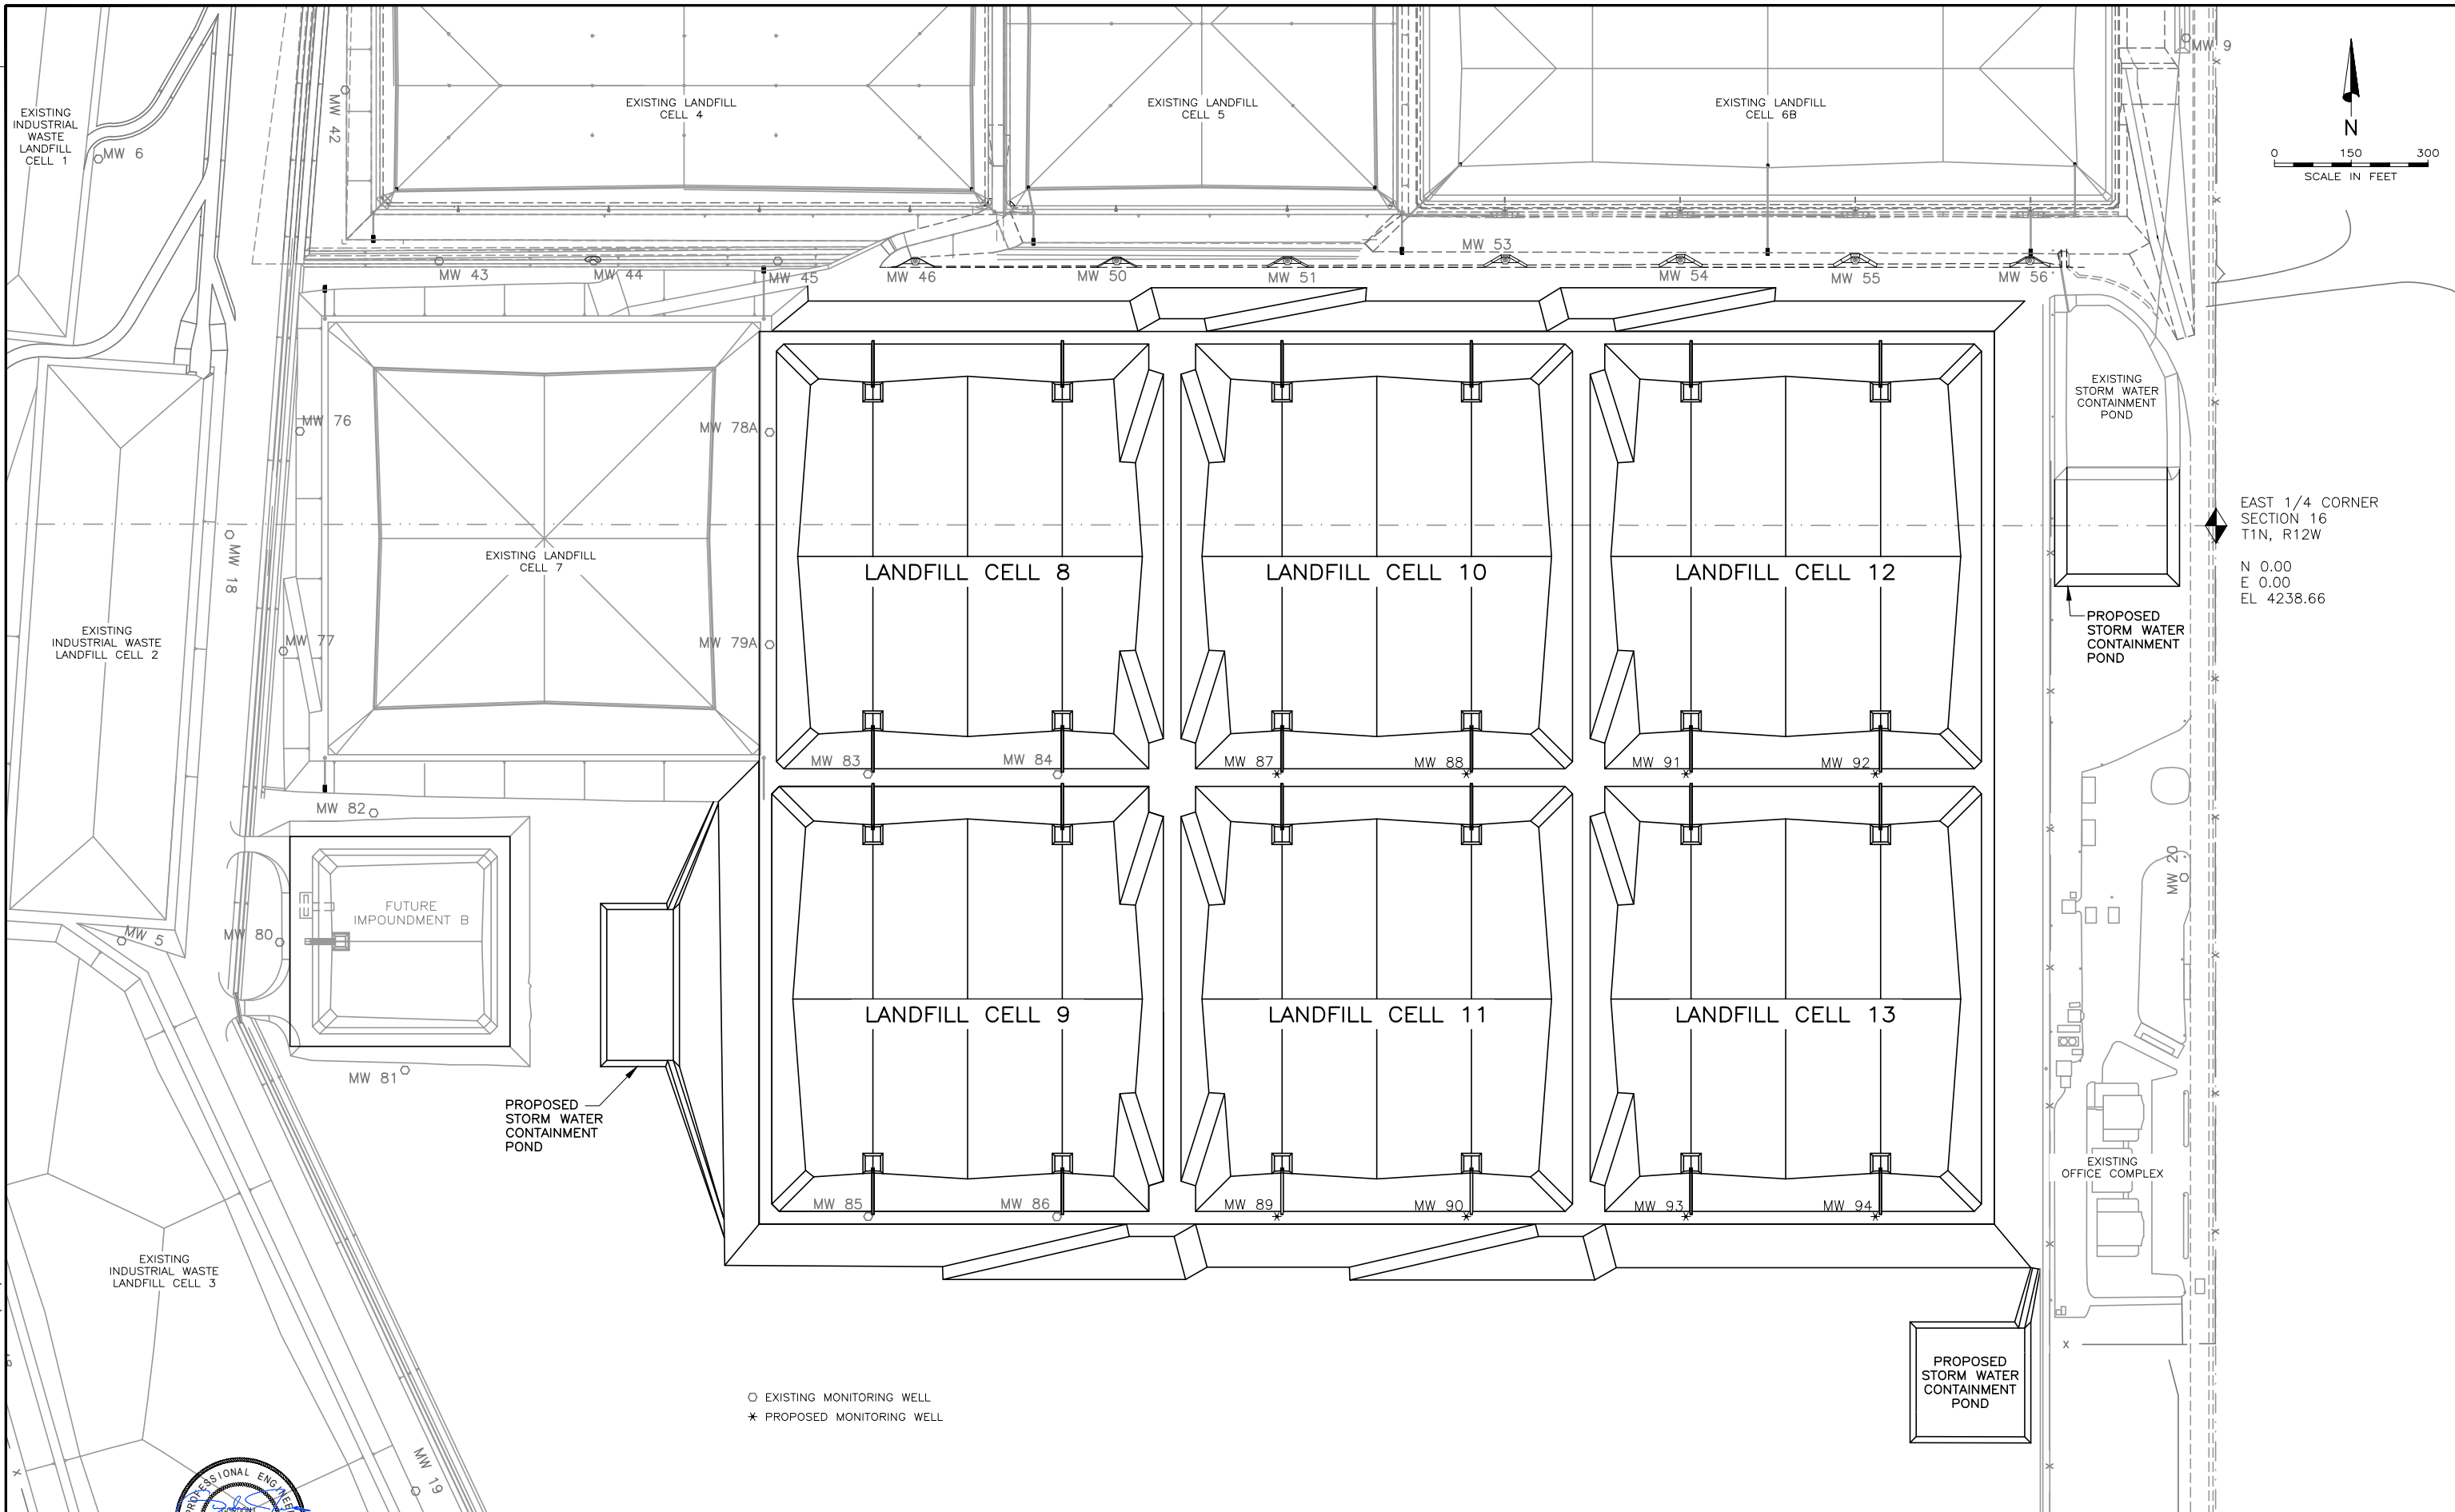 EXISTING
INDUSTRIAL
WASTE
LANDFILL
CELL 1
MW 6
MW 42
EXISTING LANDFILL
CELL 4
EXISTING LANDFILL
CELL 5
EXISTING LANDFILL
CELL 6B
MW 9
N
0 150 300
SCALE IN FEET
MW 43
MW 44
MW 45
MW 46
MW 50
MW 51
MW 53
MW 54
MW 55
MW 56
MW 76
MW 78A
MW 18
EXISTING LANDFILL
CELL 7
MW 77
MW 79A
EXISTING
INDUSTRIAL WASTE
LANDFILL CELL 2
LANDFILL CELL 8
LANDFILL CELL 10
LANDFILL CELL 12
EXISTING
STORM WATER
CONTAINMENT
POND
EAST 1/4 CORNER
SECTION 16
T1N, R12W
N 0.00
E 0.00
EL 4238.66
PROPOSED
STORM WATER
CONTAINMENT
POND
MW 83
MW 84
MW 87
MW 88
MW 91
MW 92
MW 82
FUTURE
IMPOUNDMENT B
MW 80
MW 5
MW 81
MW 20
LANDFILL CELL 9
LANDFILL CELL 11
LANDFILL CELL 13
PROPOSED
STORM WATER
CONTAINMENT
POND
MW 85
MW 86
MW 89
MW 90
MW 93
MW 94
EXISTING
OFFICE COMPLEX
EXISTING
INDUSTRIAL WASTE
LANDFILL CELL 3
PROPOSED
STORM WATER
CONTAINMENT
POND
EXISTING MONITORING WELL
PROPOSED MONITORING WELL
MW 19